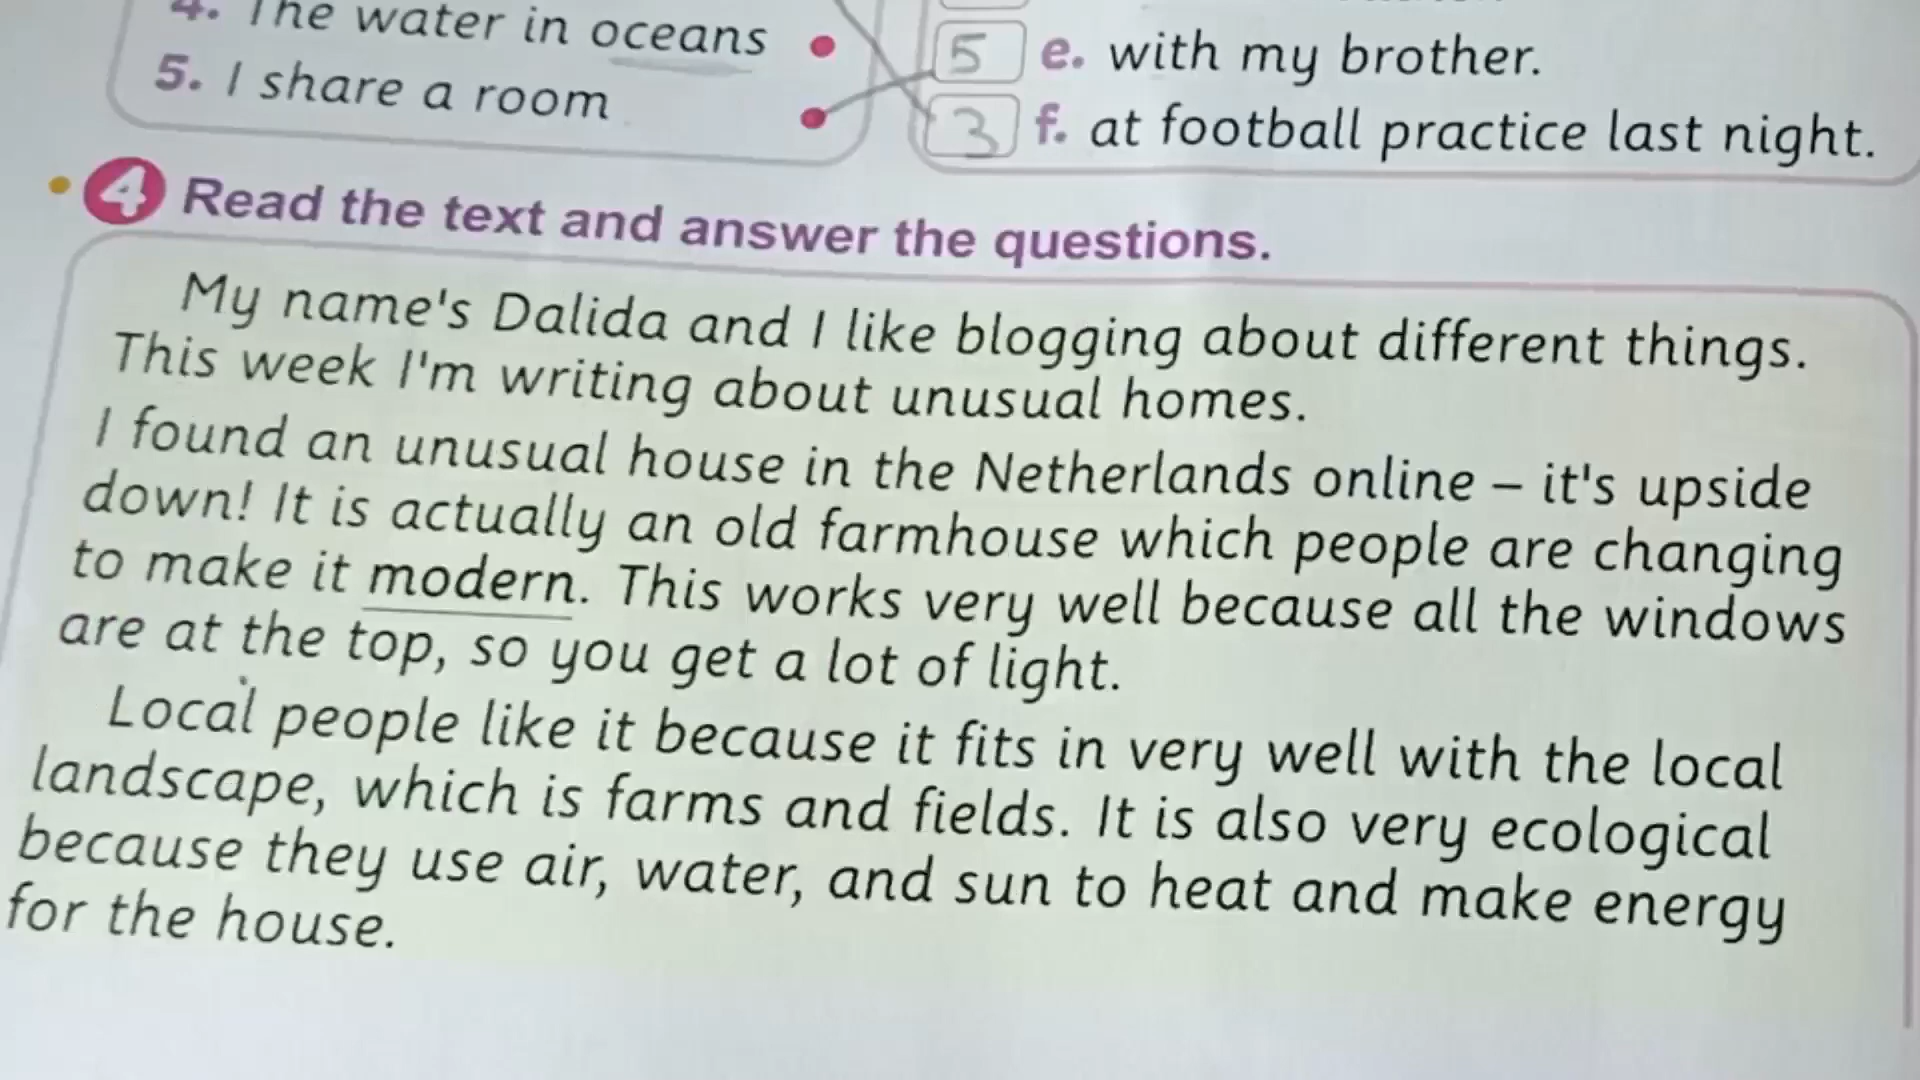 4. The water in oceans
5. I share a room
5 e. with my brother.
3 f. at football practice last night.
4 Read the text and answer the questions.
My name's Dalida and I like blogging about different things.
This week I'm writing about unusual homes.
I found an unusual house in the Netherlands online – it's upside
down! It is actually an old farmhouse which people are changing
to make it modern. This works very well because all the windows
are at the top, so you get a lot of light.
Local people like it because it fits in very well with the local
landscape, which is farms and fields. It is also very ecological
because they use air, water, and sun to heat and make energy
for the house.